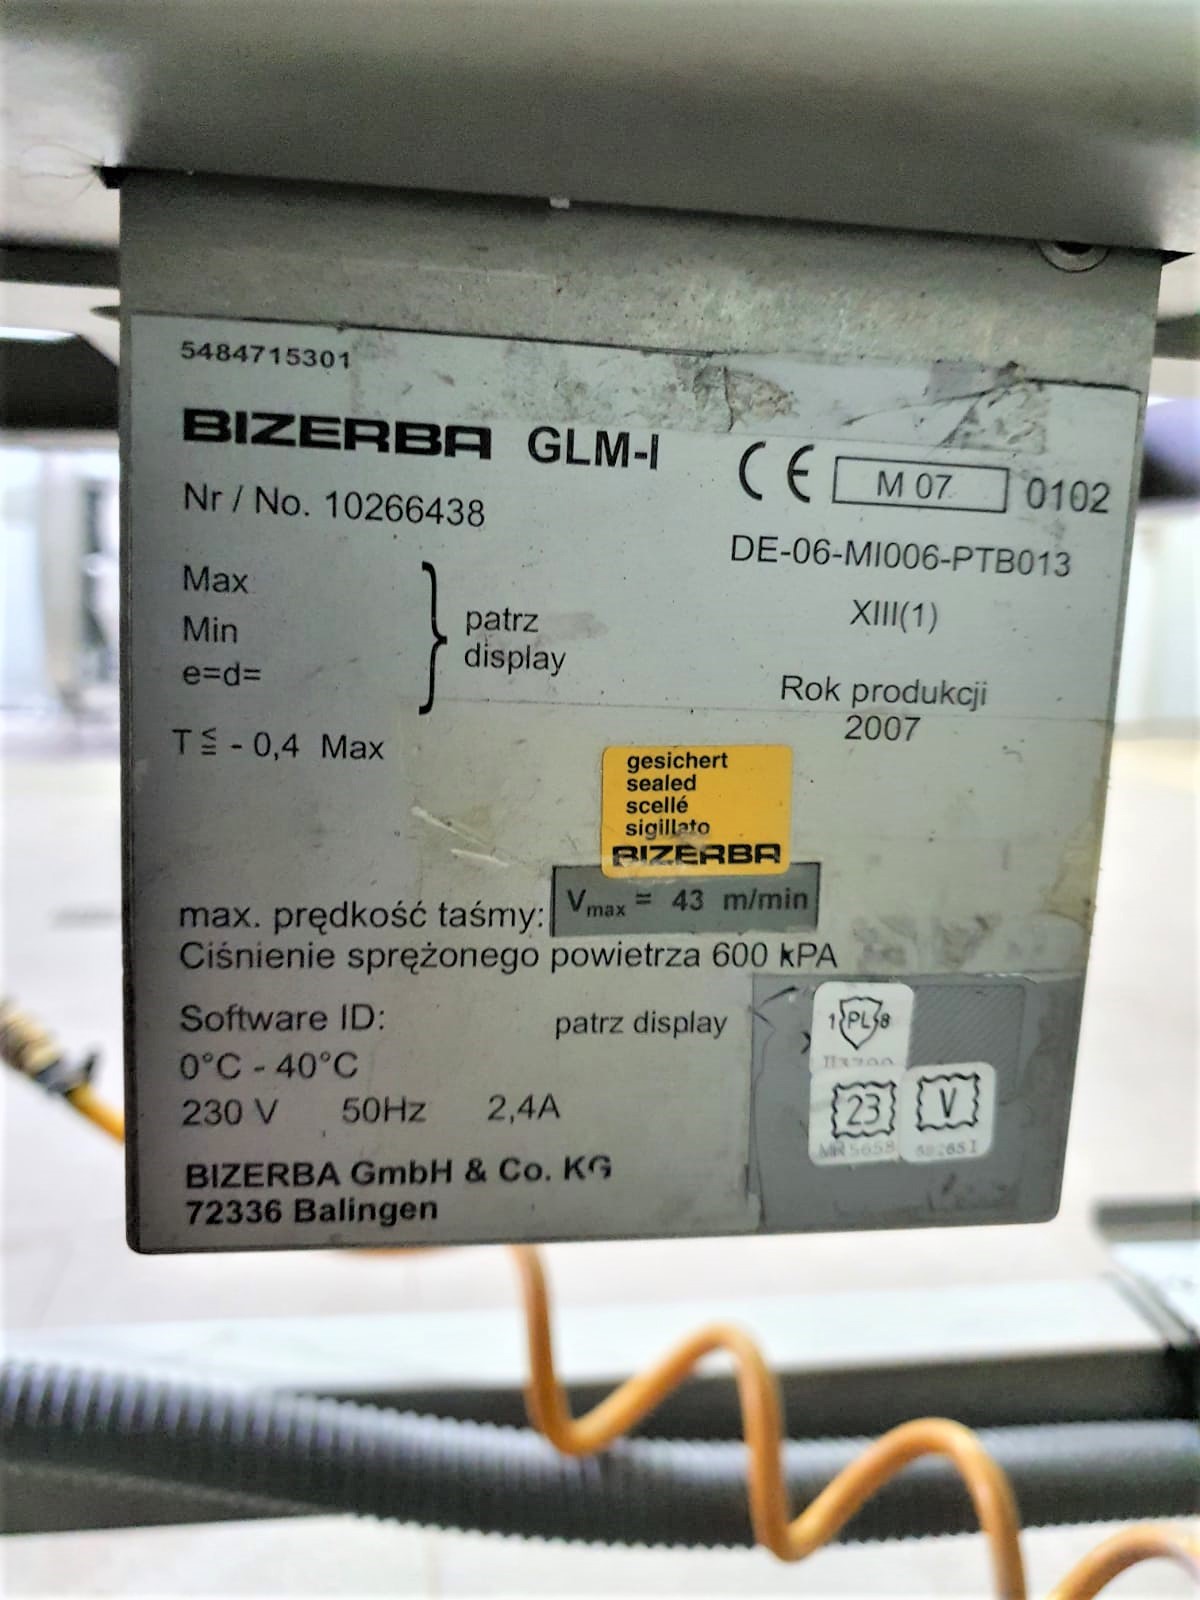 5484715301
BIZERBA GLM-I
Nr / No. 10266438
CE M 07 0102
DE-06-MI006-PTB013
XIII(1)
Max
Min
e=d=
patrz
display
Rok produkcji
2007
T ≦ - 0,4 Max
gesichert
sealed
scellé
sigillato
BIZERBA
max. prędkość taśmy: Vmax = 43 m/min
Ciśnienie sprężonego powietrza 600 kPA
Software ID: patrz display
0°C - 40°C
230 V 50Hz 2,4A
1 PL 8
23 V
MR5658
BIZERBA GmbH & Co. KG
72336 Balingen